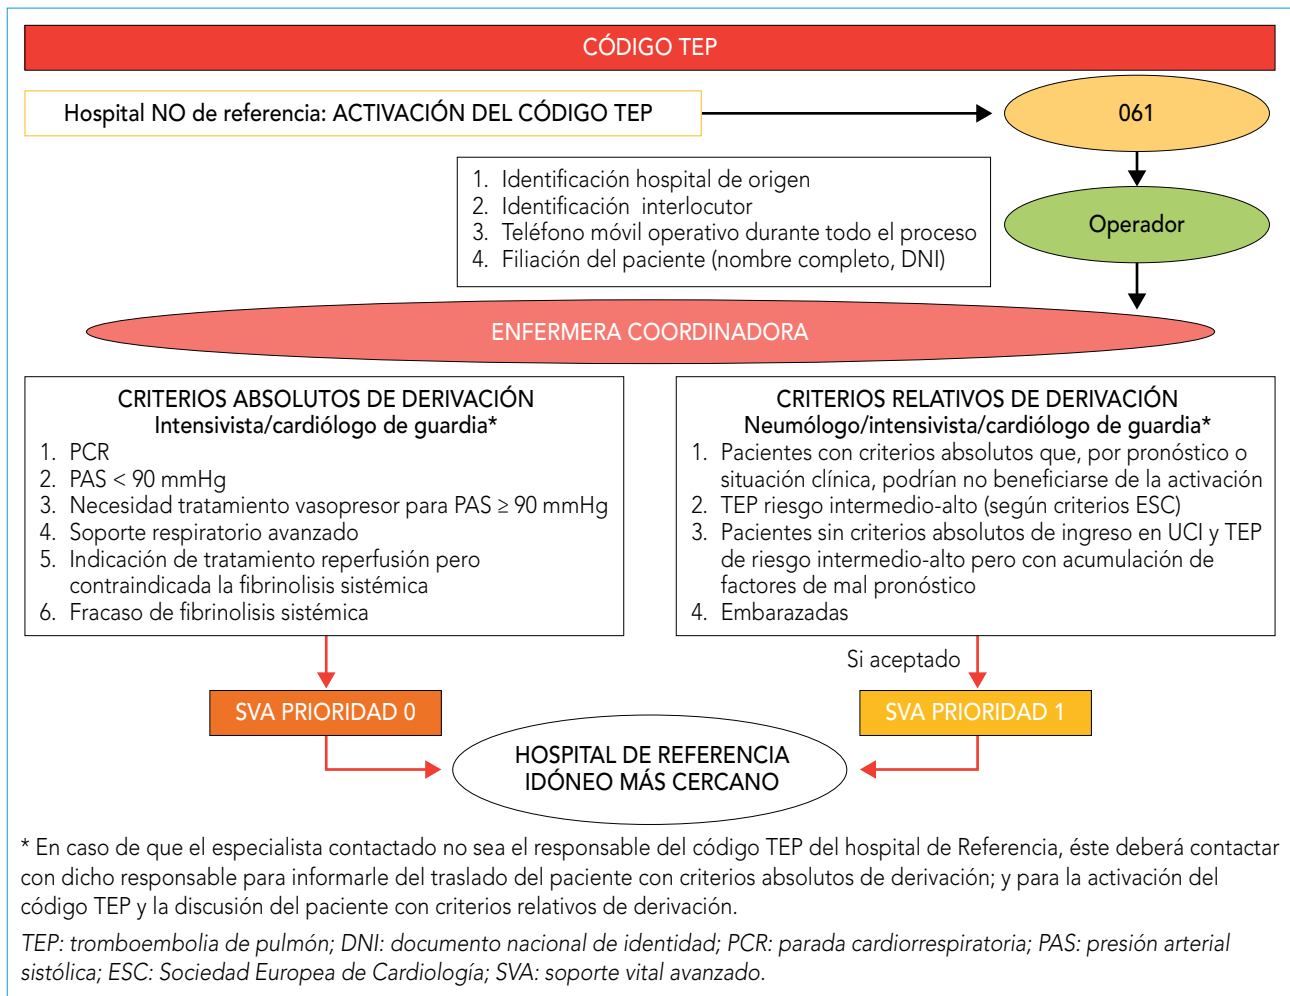 CÓDIGO TEP
Hospital NO de referencia: ACTIVACIÓN DEL CÓDIGO TEP
061
1. Identificación hospital de origen
2. Identificación interlocutor
3. Teléfono móvil operativo durante todo el proceso
4. Filiación del paciente (nombre completo, DNI)
Operador
ENFERMERA COORDINADORA
CRITERIOS ABSOLUTOS DE DERIVACIÓN
Intensivista/cardiólogo de guardia*
1. PCR
2. PAS < 90 mmHg
3. Necesidad tratamiento vasopresor para PAS ≥ 90 mmHg
4. Soporte respiratorio avanzado
5. Indicación de tratamiento reperfusión pero
contraindicada la fibrinolisis sistémica
6. Fracaso de fibrinolisis sistémica
CRITERIOS RELATIVOS DE DERIVACIÓN
Neumólogo/intensivista/cardiólogo de guardia*
1. Pacientes con criterios absolutos que, por pronóstico o
situación clínica, podrían no beneficiarse de la activación
2. TEP riesgo intermedio-alto (según criterios ESC)
3. Pacientes sin criterios absolutos de ingreso en UCI y TEP
de riesgo intermedio-alto pero con acumulación de
factores de mal pronóstico
4. Embarazadas
Si aceptado
SVA PRIORIDAD 0
SVA PRIORIDAD 1
HOSPITAL DE REFERENCIA
IDÓNEO MÁS CERCANO
* En caso de que el especialista contactado no sea el responsable del código TEP del hospital de Referencia, éste deberá contactar
con dicho responsable para informarle del traslado del paciente con criterios absolutos de derivación; y para la activación del
código TEP y la discusión del paciente con criterios relativos de derivación.
TEP: tromboembolia de pulmón; DNI: documento nacional de identidad; PCR: parada cardiorrespiratoria; PAS: presión arterial
sistólica; ESC: Sociedad Europea de Cardiología; SVA: soporte vital avanzado.